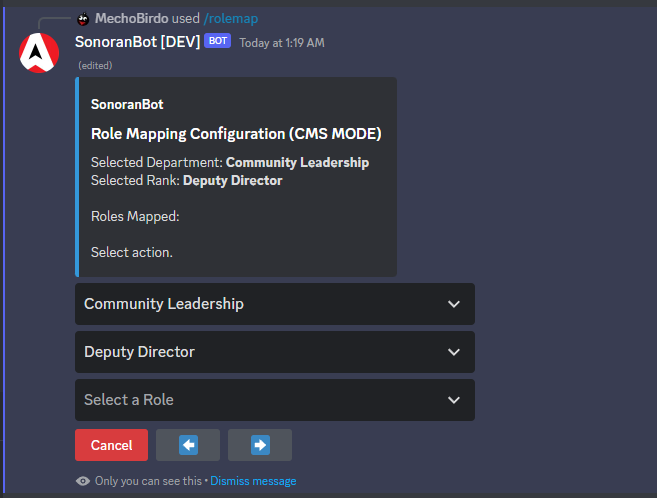 MechoBirdo used /rolemap
SonoranBot [DEV] BOT Today at 1:19 AM
(edited)
SonoranBot
Role Mapping Configuration (CMS MODE)
Selected Department: Community Leadership
Selected Rank: Deputy Director
Roles Mapped:
Select action.
Community Leadership
Deputy Director
Select a Role
Cancel
Only you can see this • Dismiss message